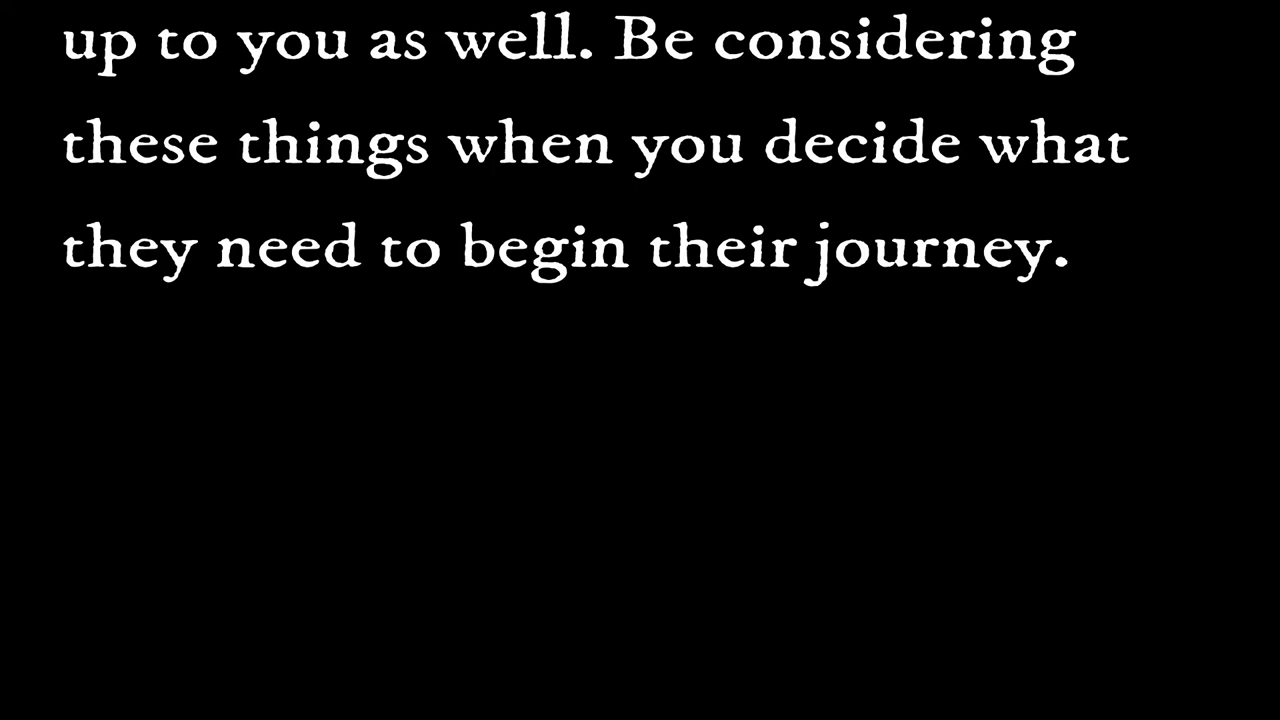 up to you as well. Be considering
these things when you decide what
they need to begin their journey.